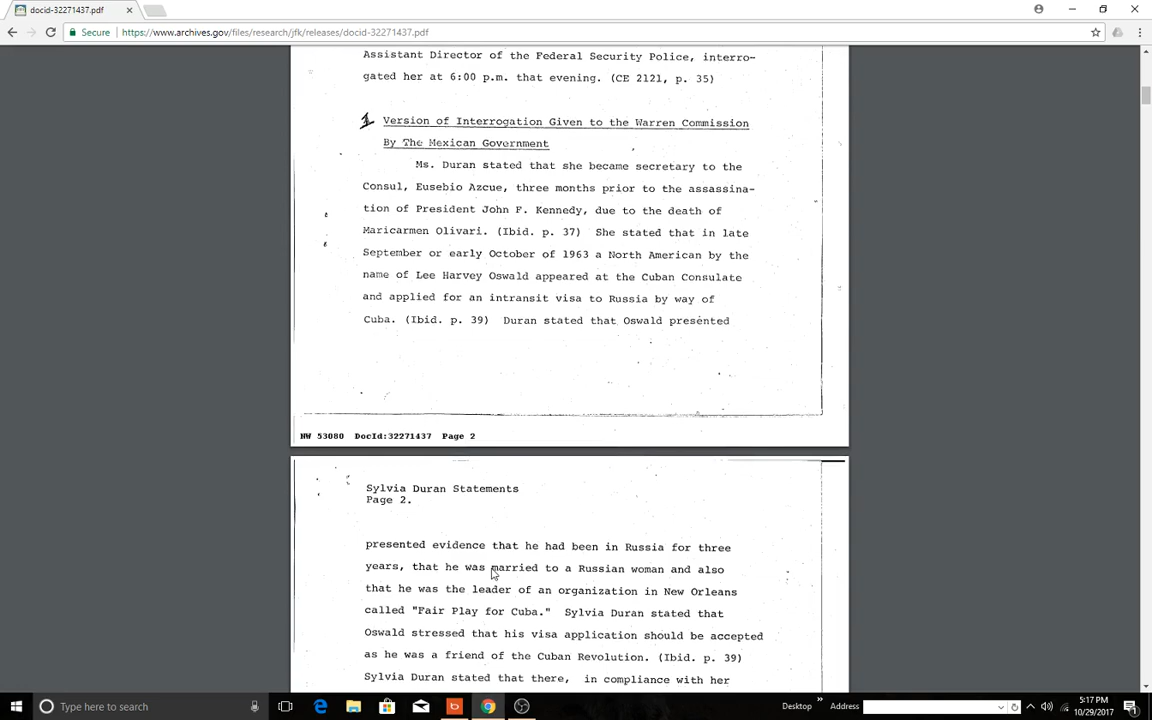 docid-32271437.pdf
Secure
https://www.archives.gov/files/research/jfk/releases/docid-32271437.pdf
Assistant Director of the Federal Security Police, interro-
gated her at 6:00 p.m. that evening. (CE 2121, p. 35)
1 Version of Interrogation Given to the Warren Commission
By The Mexican Government
Ms. Duran stated that she became secretary to the
Consul, Eusebio Azcue, three months prior to the assassina-
tion of President John F. Kennedy, due to the death of
Maricarmen Olivari. (Ibid. p. 37) She stated that in late
September or early October of 1963 a North American by the
name of Lee Harvey Oswald appeared at the Cuban Consulate
and applied for an intransit visa to Russia by way of
Cuba. (Ibid. p. 39) Duran stated that Oswald presented
NW 53080 DocId:32271437 Page 2
Sylvia Duran Statements
Page 2.
presented evidence that he had been in Russia for three
years, that he was married to a Russian woman and also
that he was the leader of an organization in New Orleans
called "Fair Play for Cuba." Sylvia Duran stated that
Oswald stressed that his visa application should be accepted
as he was a friend of the Cuban Revolution. (Ibid. p. 39)
Sylvia Duran stated that there, in compliance with her
Type here to search
Desktop
Address
5:17 PM
10/29/2017